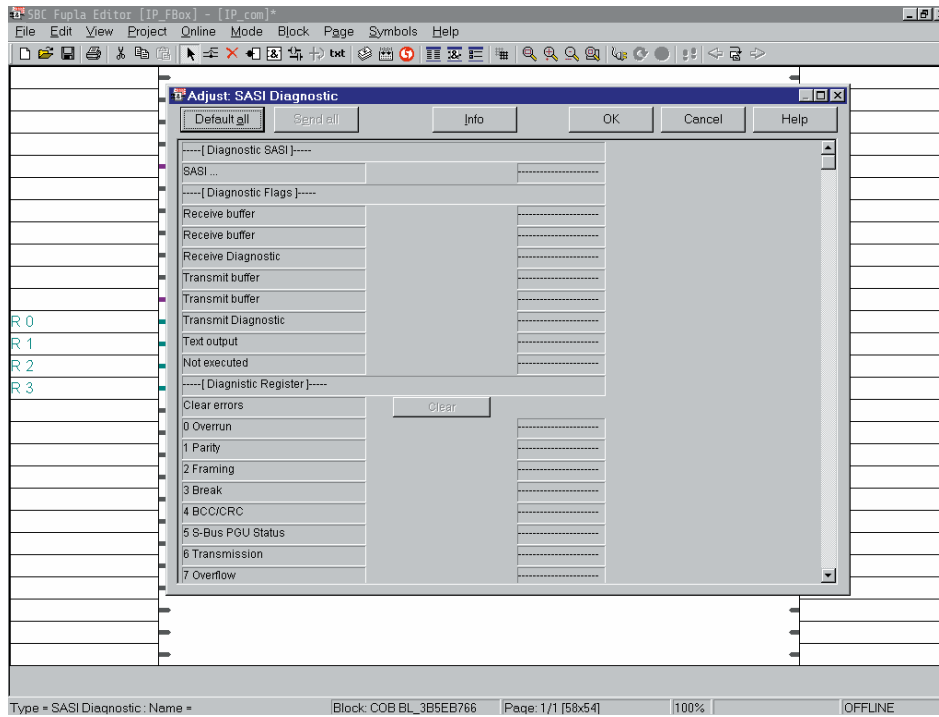 SBC Fupla Editor [IP_FBox] - [IP_com]*
File Edit View Project Online Mode Block Page Symbols Help
txt
Adjust: SASI Diagnostic
Default all Send all Info OK Cancel Help
-----[ Diagnostic SASI ]-----
SASI ... ---------------------
-----[ Diagnostic Flags ]-----
Receive buffer ---------------------
Receive buffer ---------------------
Receive Diagnostic ---------------------
Transmit buffer ---------------------
Transmit buffer ---------------------
R 0
Transmit Diagnostic ---------------------
R 1
Text output ---------------------
R 2
Not executed ---------------------
R 3
-----[ Diagnistic Register ]-----
Clear errors Clear
0 Overrun ---------------------
1 Parity ---------------------
2 Framing ---------------------
3 Break ---------------------
4 BCC/CRC ---------------------
5 S-Bus PGU Status ---------------------
6 Transmission ---------------------
7 Overflow ---------------------
Type = SASI Diagnostic : Name = Block: COB BL_3B5EB766 Page: 1/1 [58x54] 100% OFFLINE